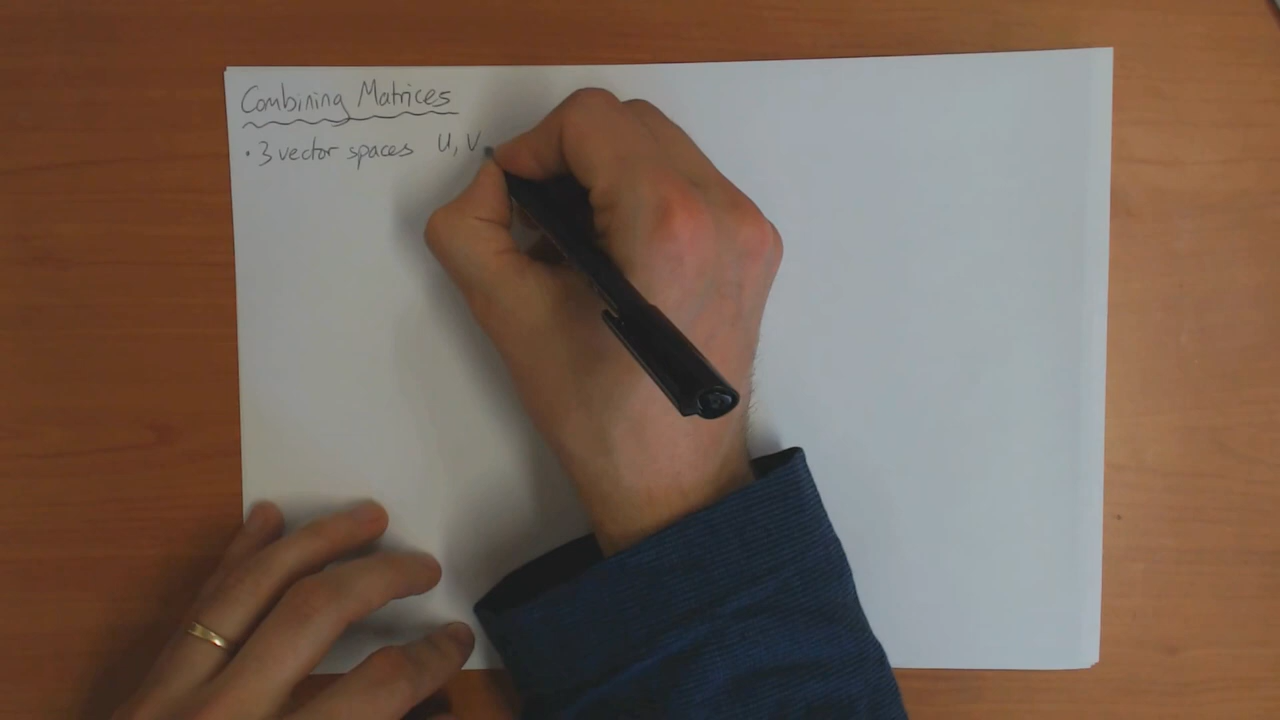 Combining Matrices
· 3 vector spaces U, V